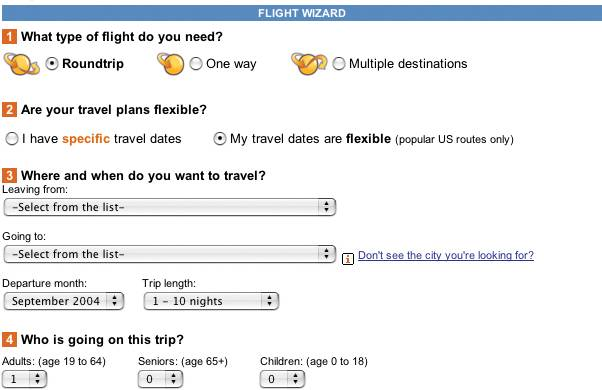 FLIGHT WIZARD
1 What type of flight do you need?
Roundtrip One way Multiple destinations
2 Are your travel plans flexible?
I have specific travel dates My travel dates are flexible (popular US routes only)
3 Where and when do you want to travel?
Leaving from:
-Select from the list-
Going to:
-Select from the list- i Don't see the city you're looking for?
Departure month: Trip length:
September 2004 1 - 10 nights
4 Who is going on this trip?
Adults: (age 19 to 64) Seniors: (age 65+) Children: (age 0 to 18)
1 0 0